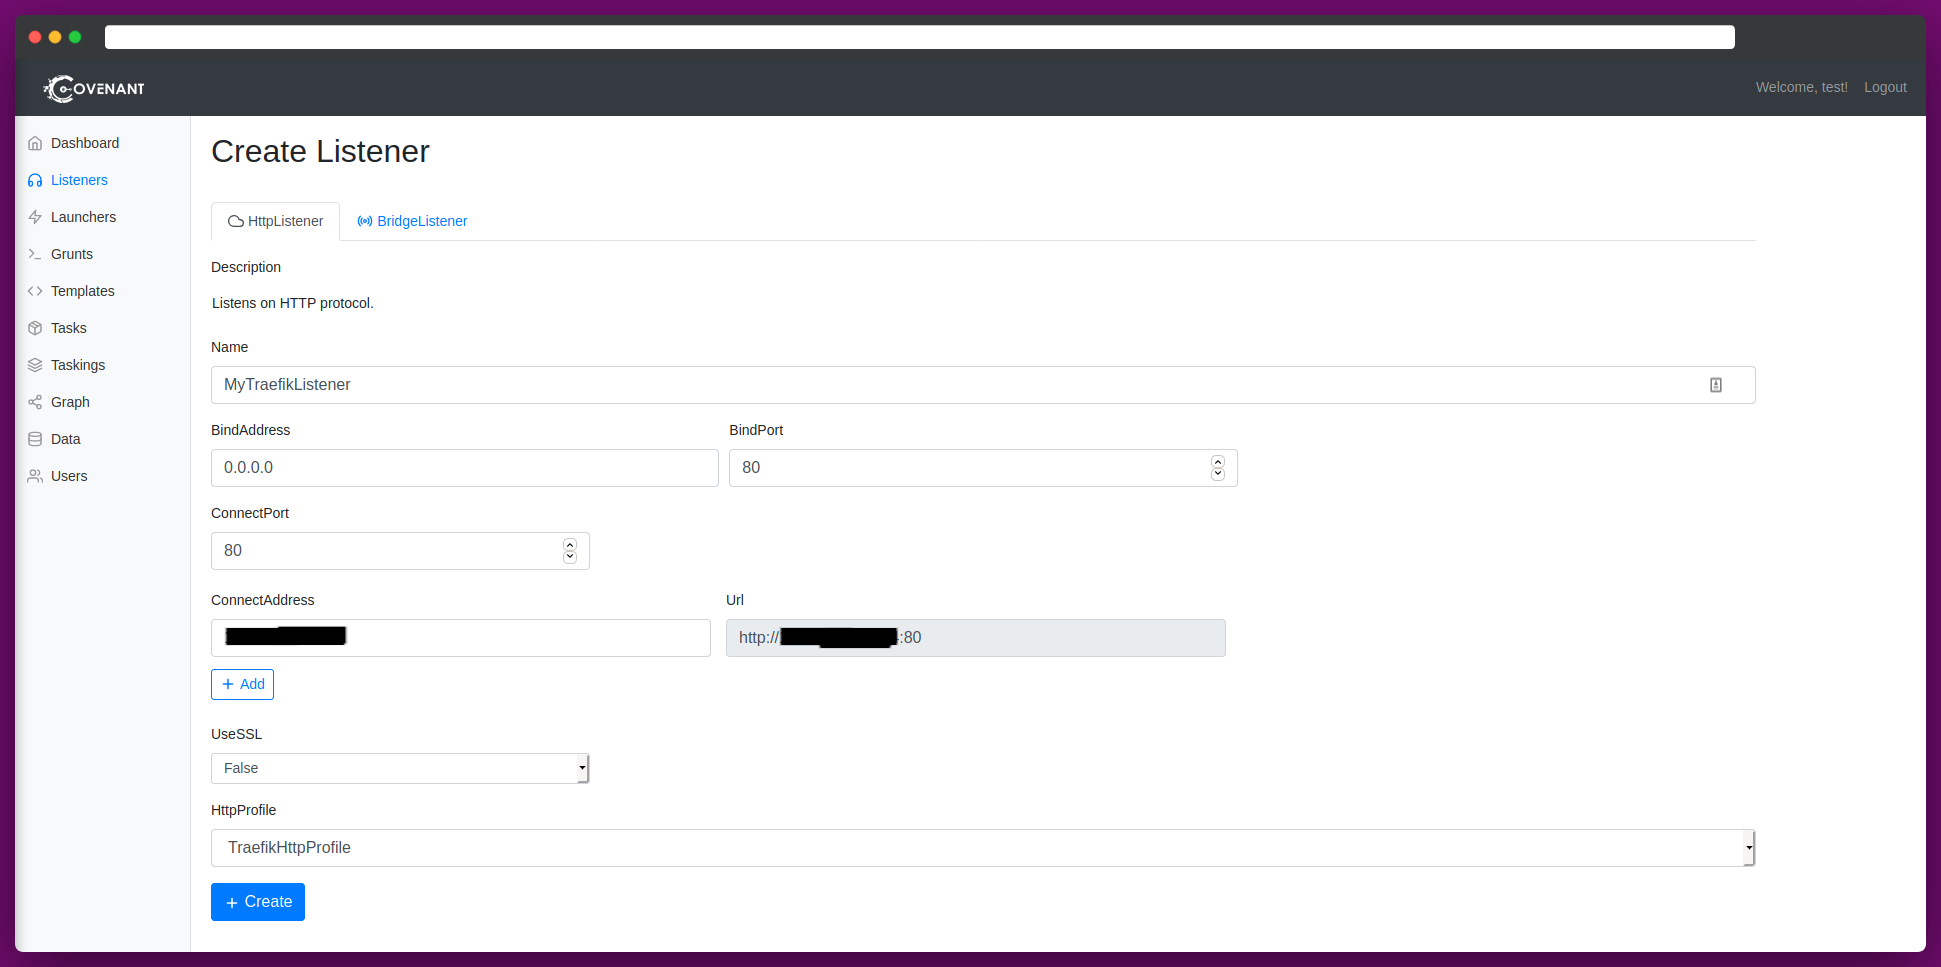 COVENANT
Welcome, test! Logout
Dashboard
Listeners
Launchers
Grunts
Templates
Tasks
Taskings
Graph
Data
Users
Create Listener
HttpListener BridgeListener
Description
Listens on HTTP protocol.
Name
MyTraefikListener
BindAddress BindPort
0.0.0.0 80
ConnectPort
80
ConnectAddress Url
http:// :80
+ Add
UseSSL
False
HttpProfile
TraefikHttpProfile
+ Create